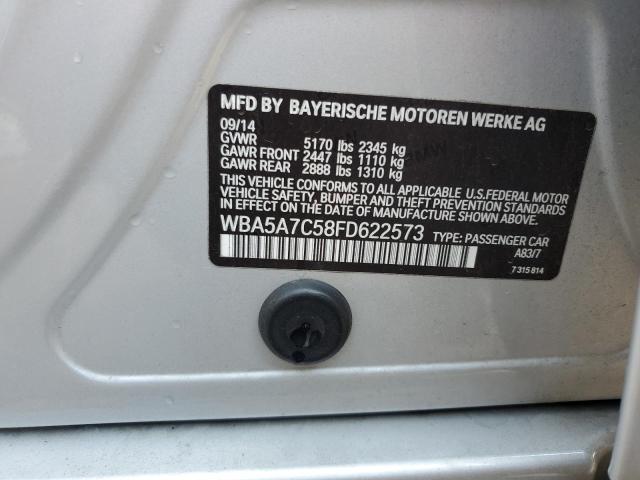 MFD BY BAYERISCHE MOTOREN WERKE AG
09/14
GVWR 5170 lbs 2345 kg
GAWR FRONT 2447 lbs 1110 kg
GAWR REAR 2888 lbs 1310 kg
THIS VEHICLE CONFORMS TO ALL APPLICABLE U.S.FEDERAL MOTOR
VEHICLE SAFETY, BUMPER AND THEFT PREVENTION STANDARDS
IN EFFECT ON THE DATE OF MANUFACTURE SHOWN ABOVE.
WBA5A7C58FD622573 TYPE: PASSENGER CAR
A83/7
7 315 814